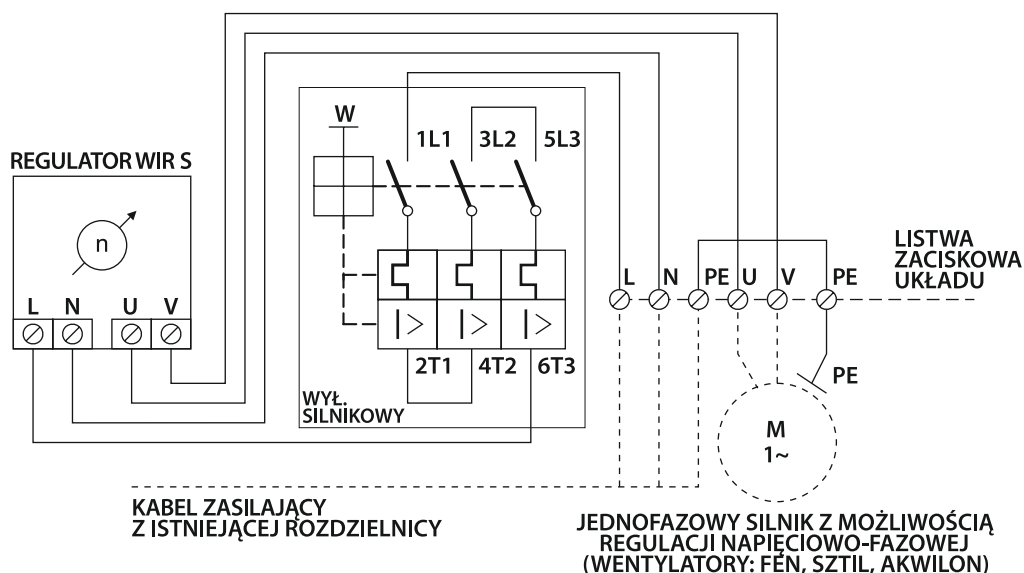 W
1L1 3L2 5L3
REGULATOR WIR S
n
L N U V
I> I> I>
2T1 4T2 6T3
WYŁ.
SILNIKOWY
L N PE U V PE
LISTWA
ZACISKOWA
UKŁADU
PE
M
1~
KABEL ZASILAJĄCY
Z ISTNIEJĄCEJ ROZDZIELNICY
JEDNOFAZOWY SILNIK Z MOŻLIWOŚCIĄ
REGULACJI NAPIĘCIOWO-FAZOWEJ
(WENTYLATORY: FEN, SZTIL, AKWILON)